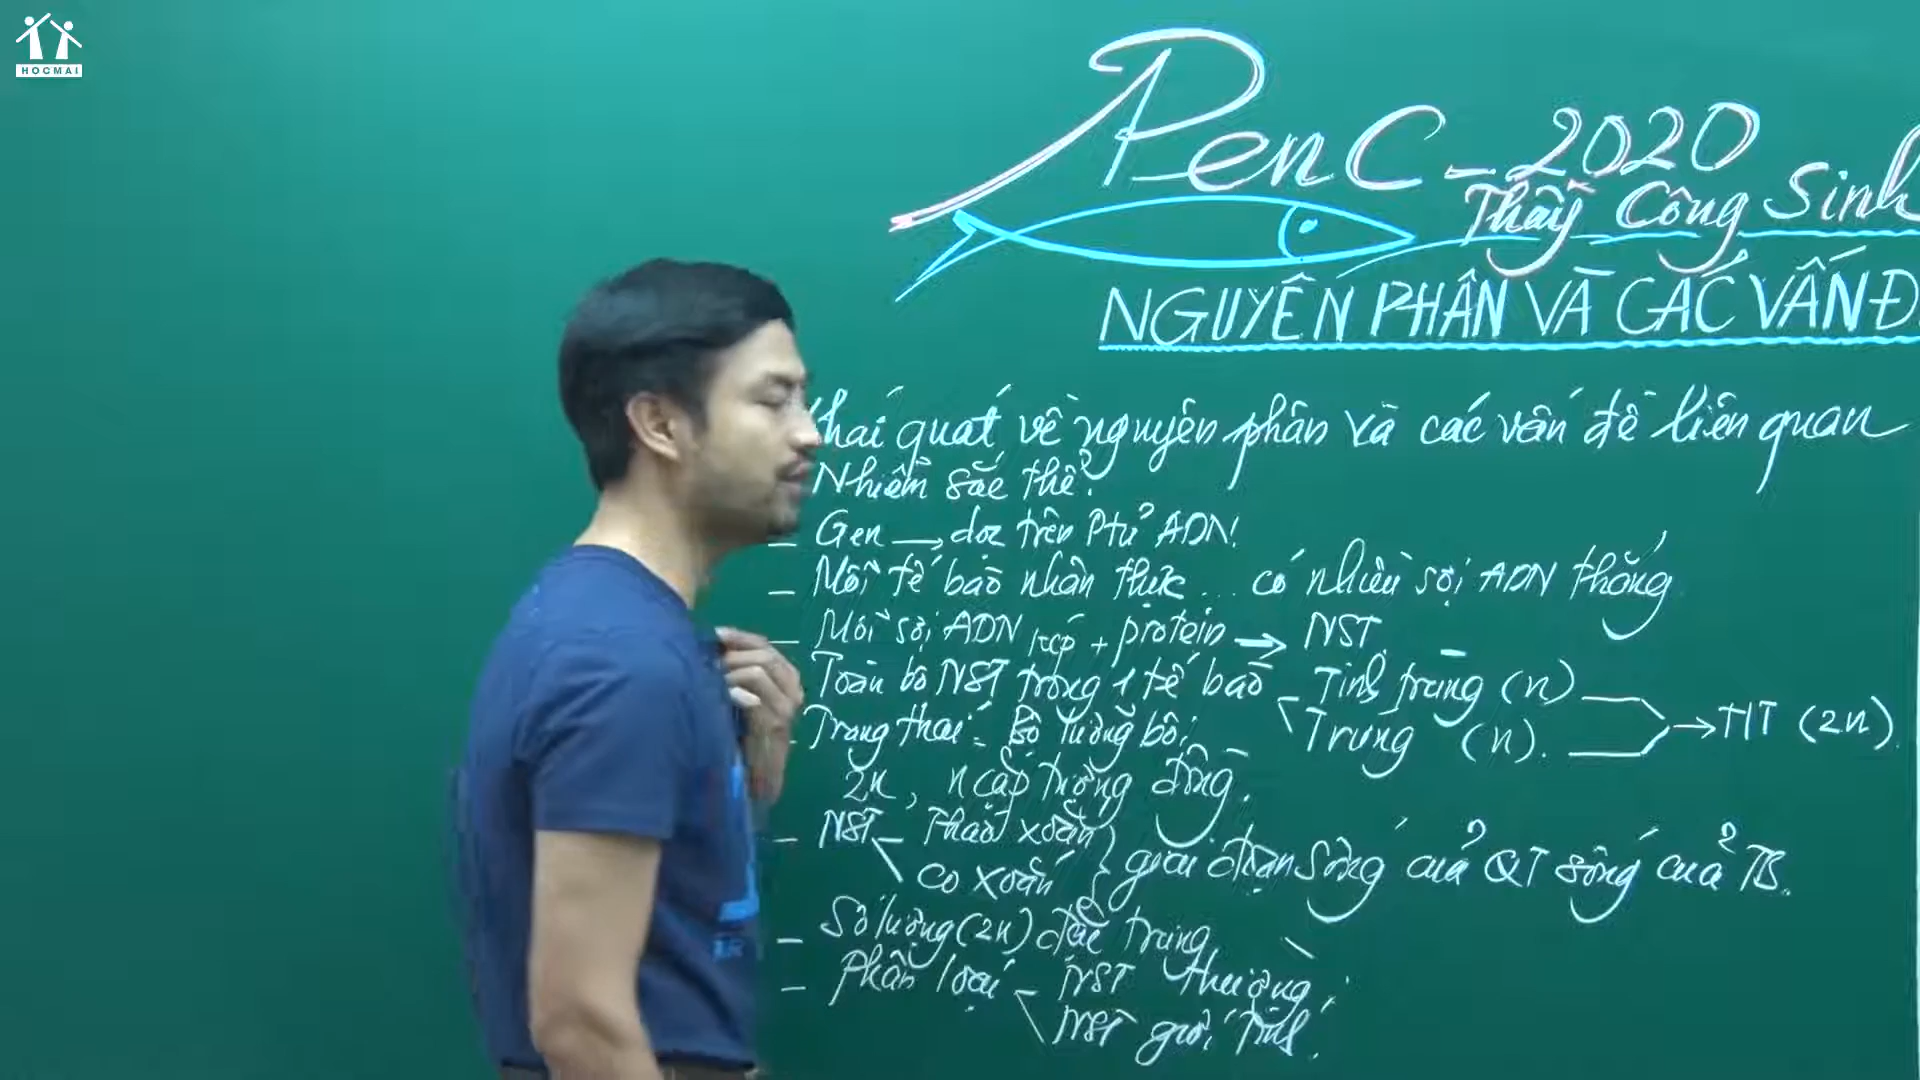 HOCMAI
Pen C - 2020
Thầy Công Sinh
NGUYÊN PHÂN VÀ CÁC VẤN Đ
khái quát về nguyên phân và các vấn đề liên quan
Nhiễm sắc thể.
- Gen → dọc trên Ptử ADN!
- Mỗi tế bào nhân thực ... có nhiều sợi ADN thẳng
- Mỗi sợi ADN kép + protein → NST.
Toàn bộ NST trong 1 tế bào - Tinh trùng (n)
Trứng (n). → HT (2n).
- Trạng thái: Bộ lưỡng bội
2n, n cặp tương đồng.
- NST - Tháo xoắn
co xoắn } giai đoạn sống của QT sống của TB.
- Số lượng (2n) đặc trưng.
- Phân loại - NST thường;
NST giới tính.